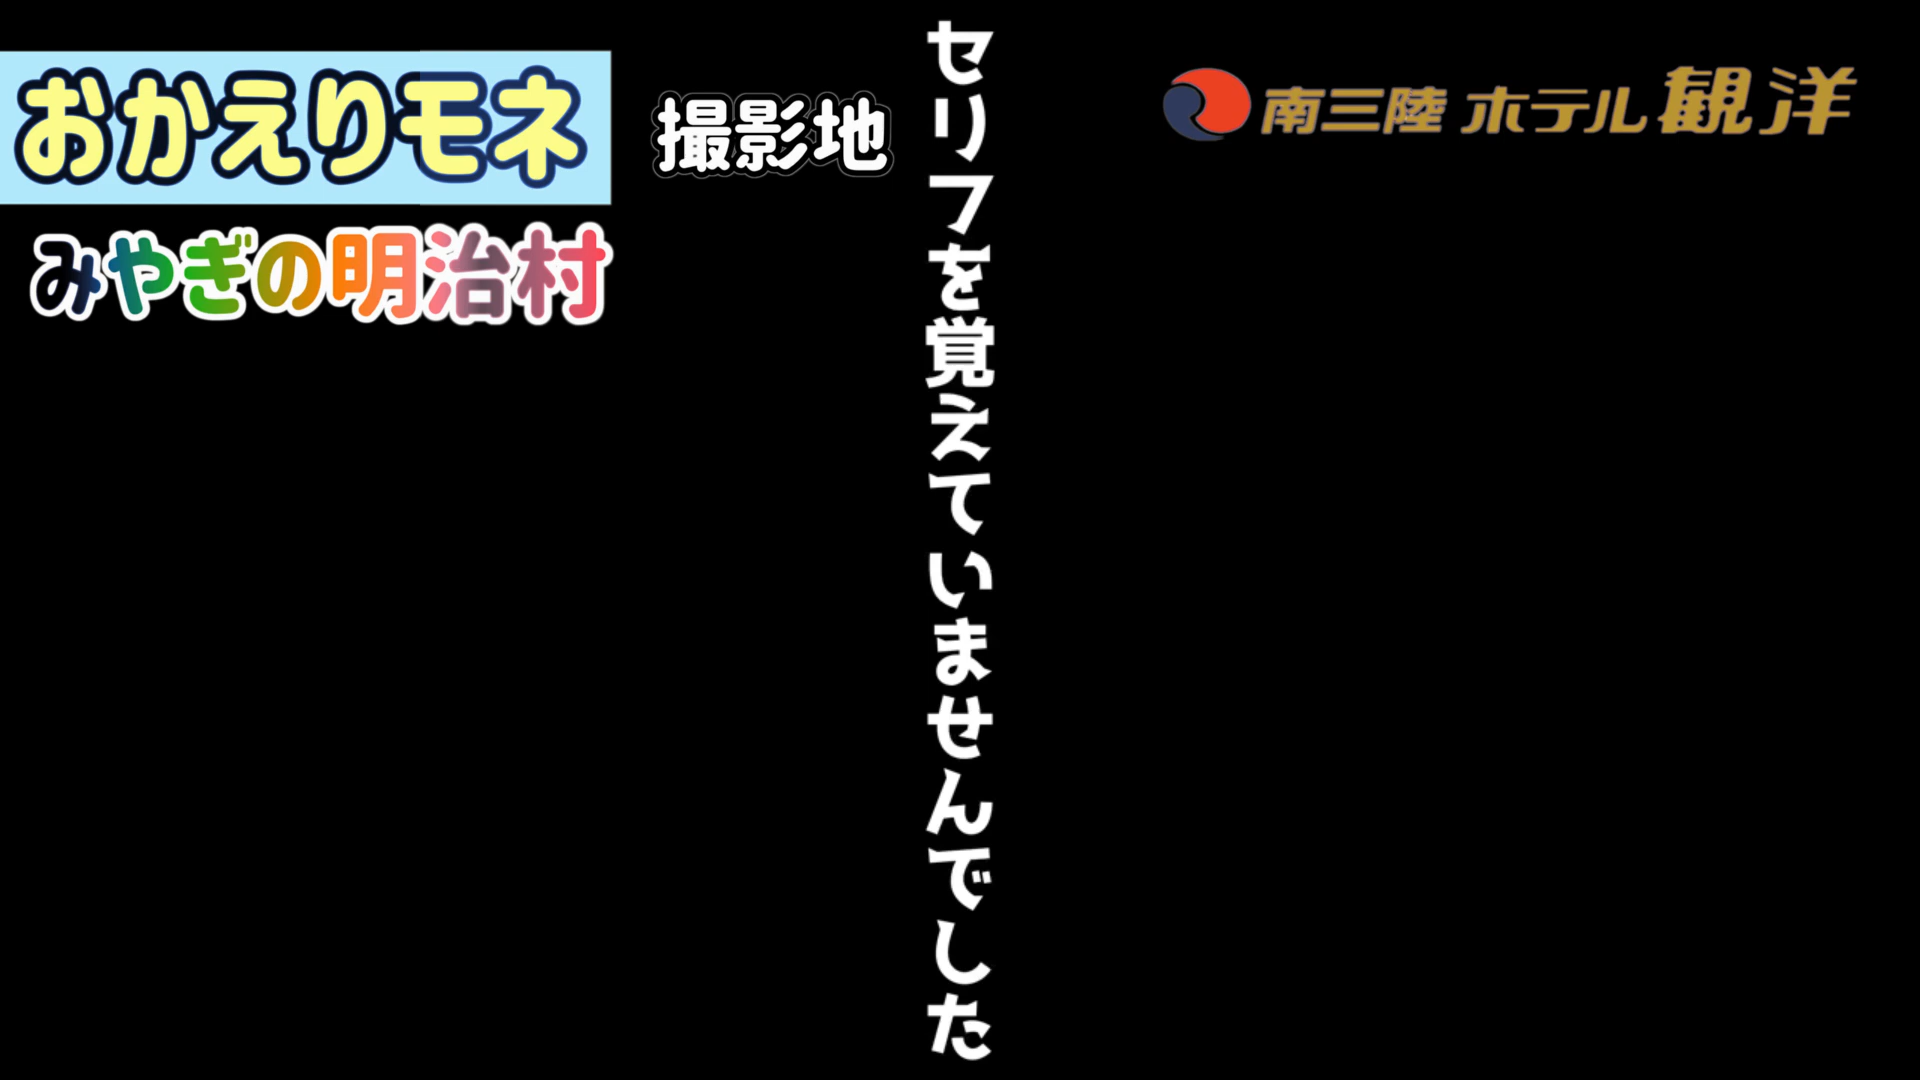 おかえりモネ
撮影地
みやぎの明治村
セリフを覚えていませんでした
南三陸 ホテル 観洋